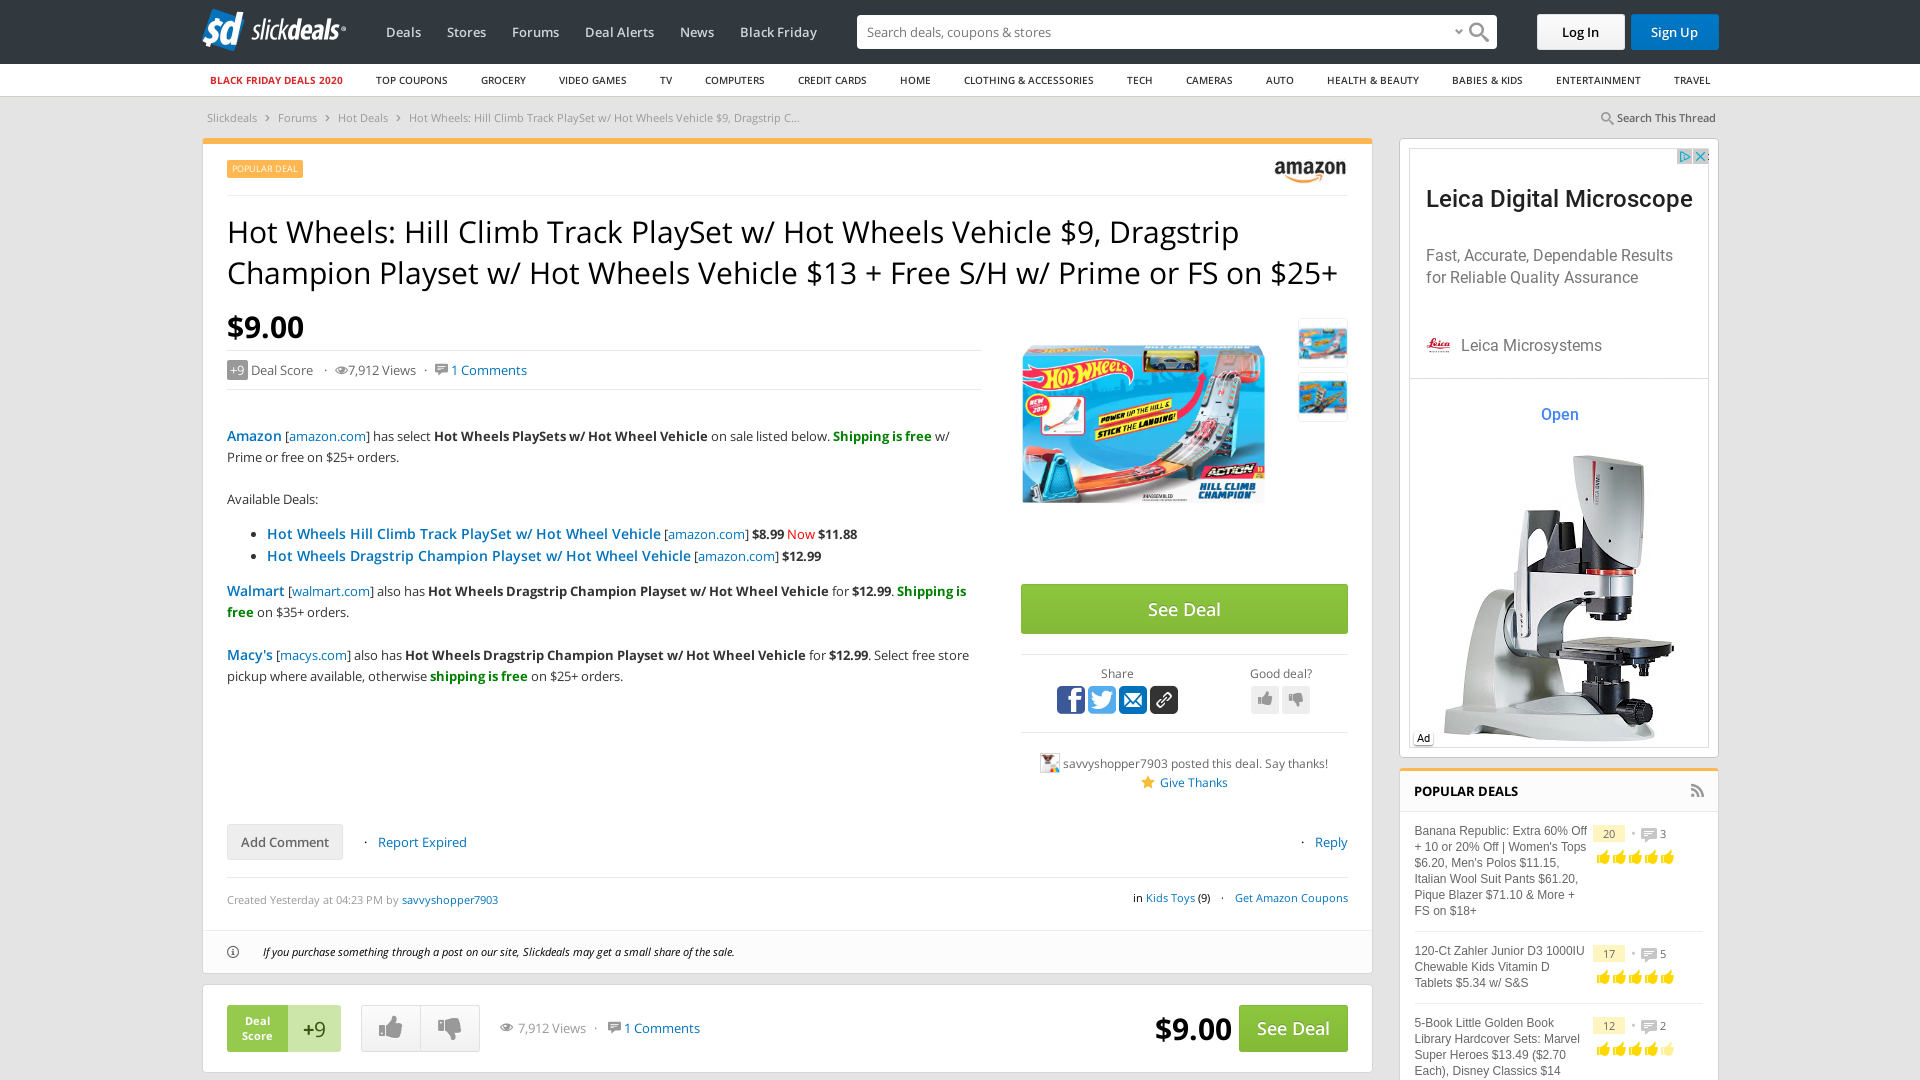 slickdeals
Deals
Stores
Forums
Deal Alerts
News
Black Friday
Search deals, coupons & stores
Log In
Sign Up
BLACK FRIDAY DEALS 2020
TOP COUPONS
GROCERY
VIDEO GAMES
TV
COMPUTERS
CREDIT CARDS
HOME
CLOTHING & ACCESSORIES
TECH
CAMERAS
AUTO
HEALTH & BEAUTY
BABIES & KIDS
ENTERTAINMENT
TRAVEL
Slickdeals › Forums › Hot Deals › Hot Wheels: Hill Climb Track PlaySet w/ Hot Wheels Vehicle $9, Dragstrip C...
Search This Thread
POPULAR DEAL
amazon
Hot Wheels: Hill Climb Track PlaySet w/ Hot Wheels Vehicle $9, Dragstrip
Champion Playset w/ Hot Wheels Vehicle $13 + Free S/H w/ Prime or FS on $25+
$9.00
+9 Deal Score · 7,912 Views · 1 Comments
Amazon [amazon.com] has select Hot Wheels PlaySets w/ Hot Wheel Vehicle on sale listed below. Shipping is free w/
Prime or free on $25+ orders.
Available Deals:
• Hot Wheels Hill Climb Track PlaySet w/ Hot Wheel Vehicle [amazon.com] $8.99 Now $11.88
• Hot Wheels Dragstrip Champion Playset w/ Hot Wheel Vehicle [amazon.com] $12.99
Walmart [walmart.com] also has Hot Wheels Dragstrip Champion Playset w/ Hot Wheel Vehicle for $12.99. Shipping is
free on $35+ orders.
Macy's [macys.com] also has Hot Wheels Dragstrip Champion Playset w/ Hot Wheel Vehicle for $12.99. Select free store
pickup where available, otherwise shipping is free on $25+ orders.
HOT WHEELS
POWER UP THE HILL &
STICK THE LANDING!
ACTION
HILL CLIMB
CHAMPION
See Deal
Share
Good deal?
savvyshopper7903 posted this deal. Say thanks!
Give Thanks
Add Comment
· Report Expired
· Reply
Created Yesterday at 04:23 PM by savvyshopper7903
in Kids Toys (9) · Get Amazon Coupons
If you purchase something through a post on our site, Slickdeals may get a small share of the sale.
Deal
Score
+9
7,912 Views · 1 Comments
$9.00
See Deal
Leica Digital Microscope
Fast, Accurate, Dependable Results
for Reliable Quality Assurance
Leica
Leica Microsystems
Open
Ad
POPULAR DEALS
Banana Republic: Extra 60% Off
+ 10 or 20% Off | Women's Tops
$6.20, Men's Polos $11.15,
Italian Wool Suit Pants $61.20,
Pique Blazer $71.10 & More +
FS on $18+
20 • 3
120-Ct Zahler Junior D3 1000IU
Chewable Kids Vitamin D
Tablets $5.34 w/ S&S
17 • 5
5-Book Little Golden Book
Library Hardcover Sets: Marvel
Super Heroes $13.49 ($2.70
Each), Disney Classics $14
12 • 2